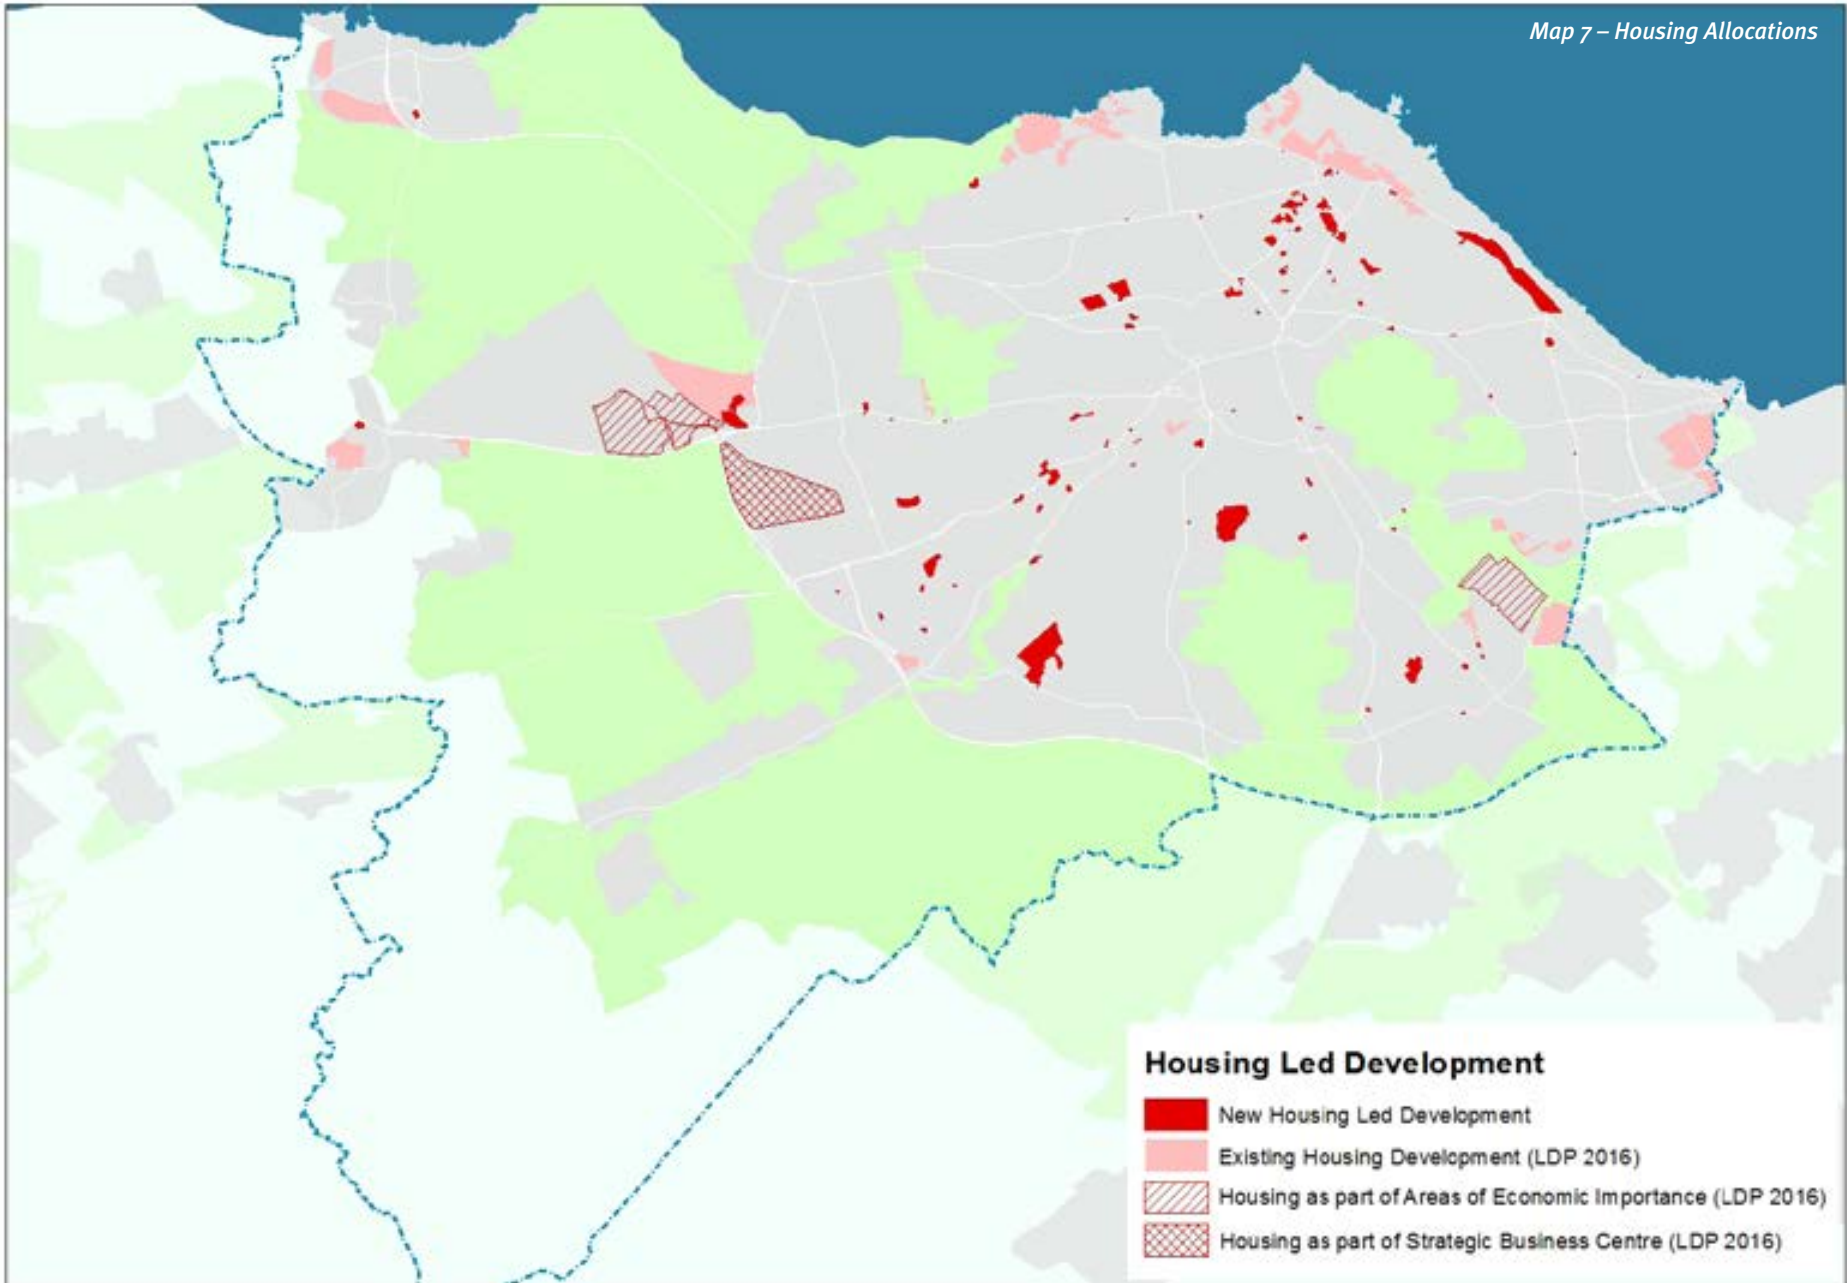 Map 7 – Housing Allocations
Housing Led Development
New Housing Led Development
Existing Housing Development (LDP 2016)
Housing as part of Areas of Economic Importance (LDP 2016)
Housing as part of Strategic Business Centre (LDP 2016)